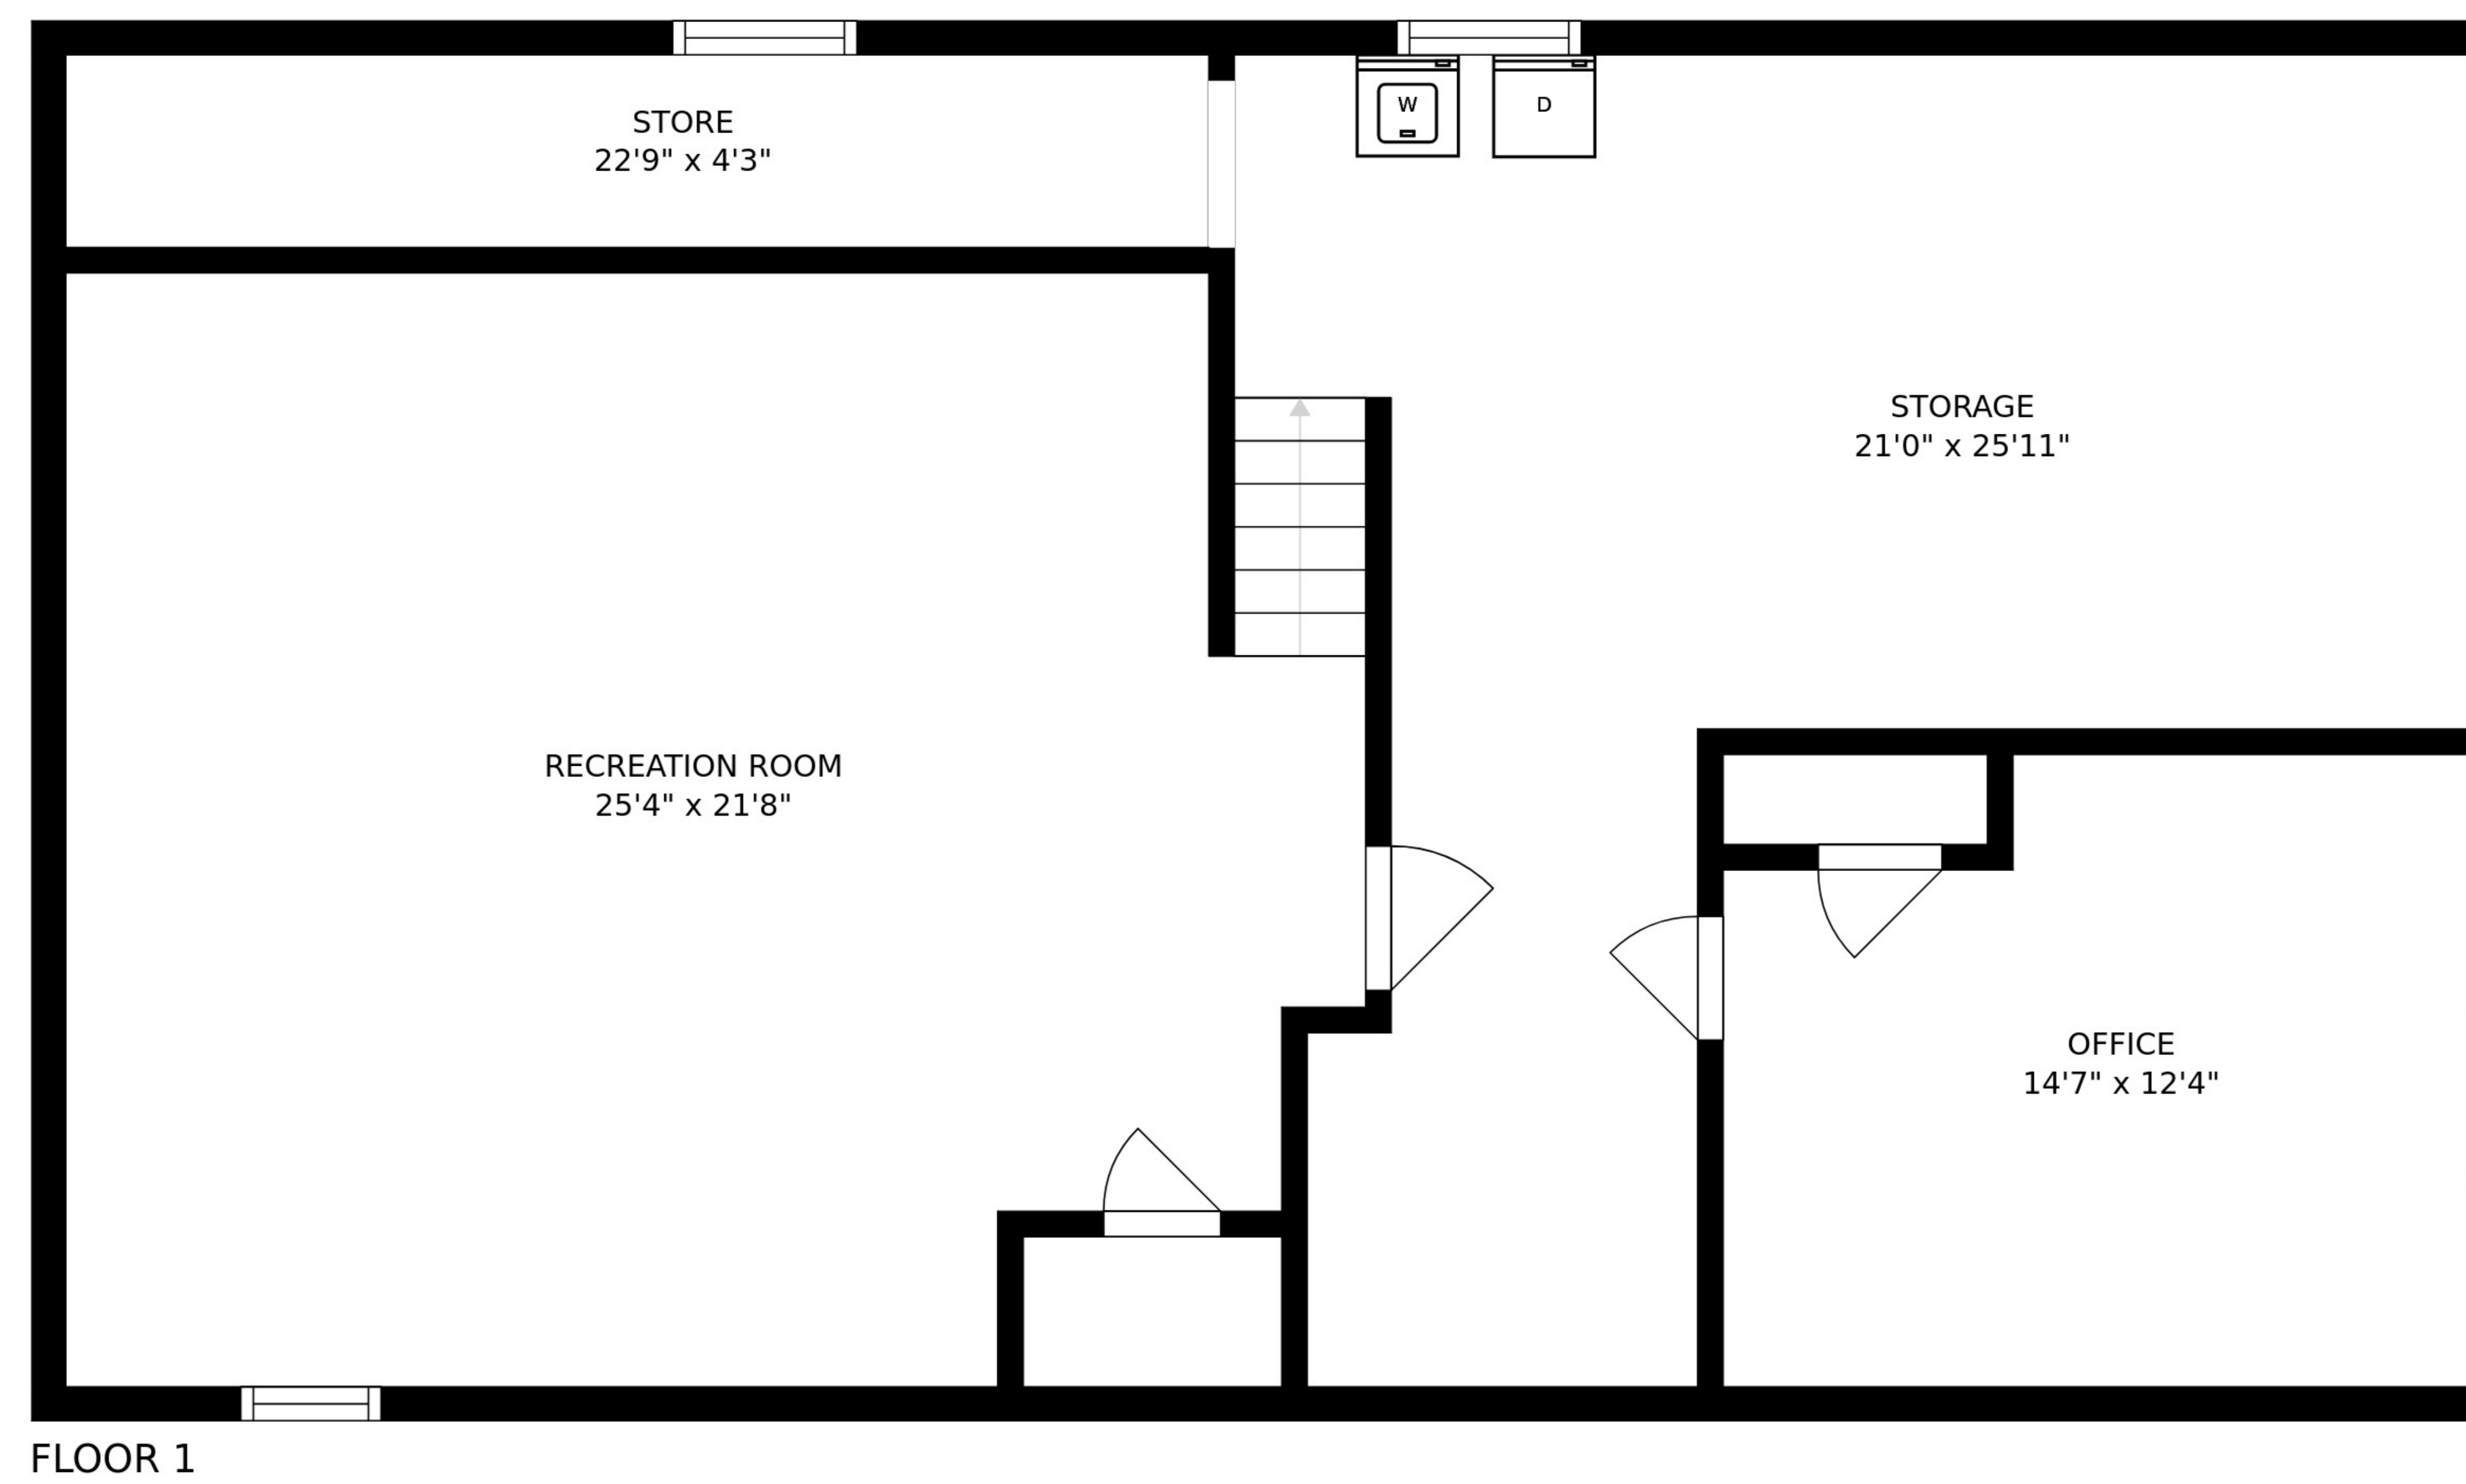 STORE
22'9" x 4'3"
W
D
STORAGE
21'0" x 25'11"
RECREATION ROOM
25'4" x 21'8"
OFFICE
14'7" x 12'4"
FLOOR 1